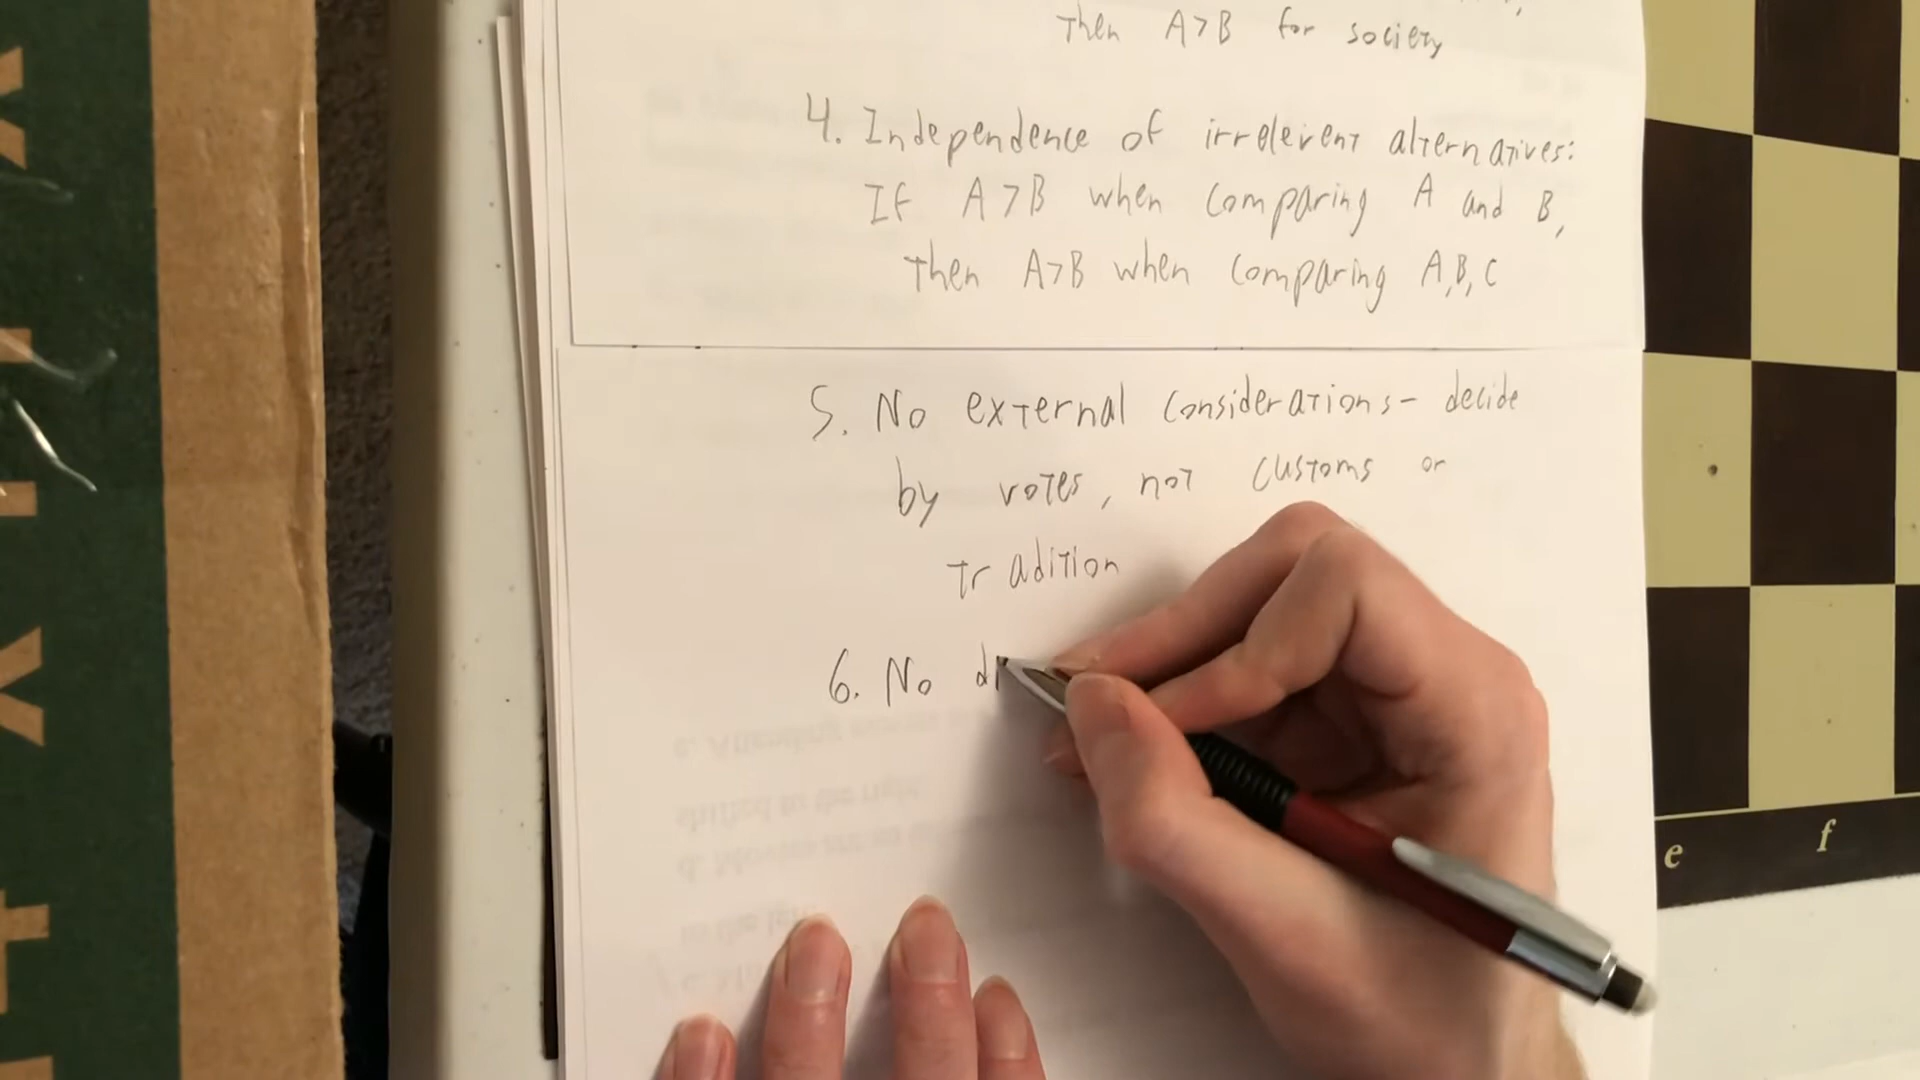 Then A>B for society
4. Independence of irrelevent alternatives:
If A>B when comparing A and B,
then A>B when comparing A,B,C
5. No external considerations - decide
by votes, not customs or
tradition
6. No di
e f